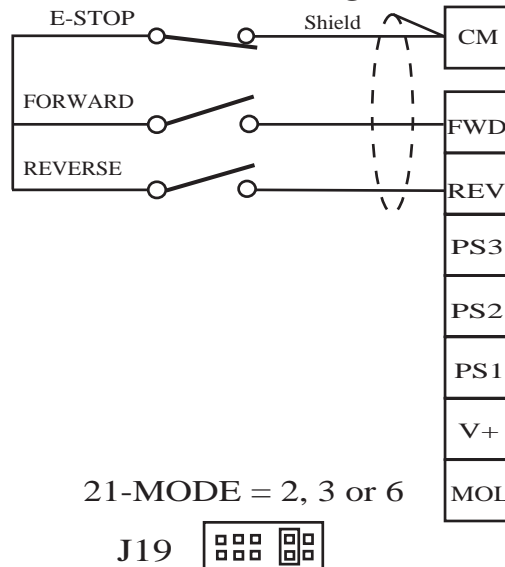 E-STOP
Shield
CM
FORWARD
FWD
REVERSE
REV
PS3
PS2
PS1
V+
MOL
21-MODE = 2, 3 or 6
J19